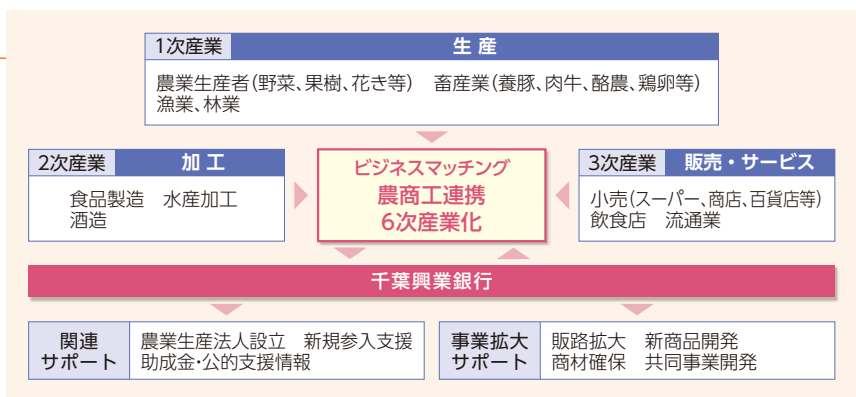 1次産業 生産
農業生産者(野菜、果樹、花き等) 畜産業(養豚、肉牛、酪農、鶏卵等)
漁業、林業
2次産業 加工
食品製造 水産加工
酒造
ビジネスマッチング
農商工連携
6次産業化
3次産業 販売・サービス
小売(スーパー、商店、百貨店等)
飲食店 流通業
千葉興業銀行
関連
サポート
農業生産法人設立 新規参入支援
助成金・公的支援情報
事業拡大
サポート
販路拡大 新商品開発
商材確保 共同事業開発